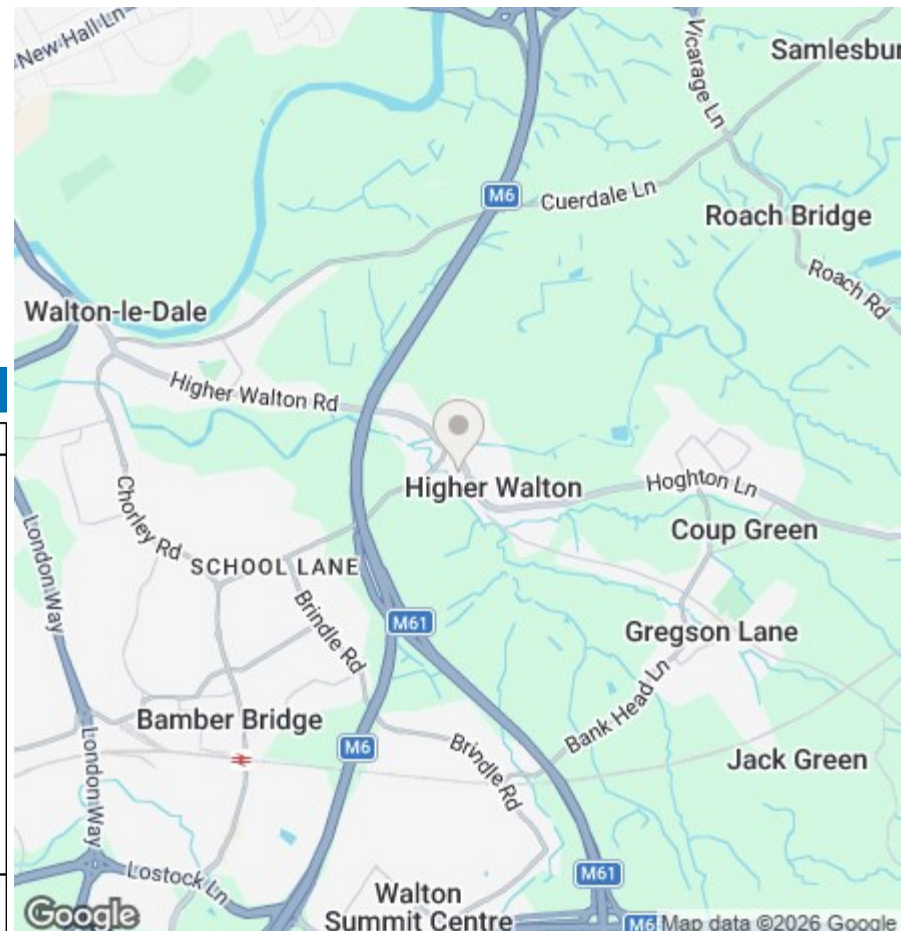 New Hall Ln
Samlesbur
Vicarage Ln
M6
Cuerdale Ln
Roach Bridge
Roach Rd
Walton-le-Dale
Higher Walton Rd
Higher Walton
Hoghton Ln
Coup Green
Chorley Rd
London Way
SCHOOL LANE
Brindle Rd
M61
Gregson Lane
Bank Head Ln
Bamber Bridge
M6
Brindle Rd
Jack Green
London Way
Lostock Ln
M61
Walton
Summit Centre
Google
M6
Map data ©2026 Google